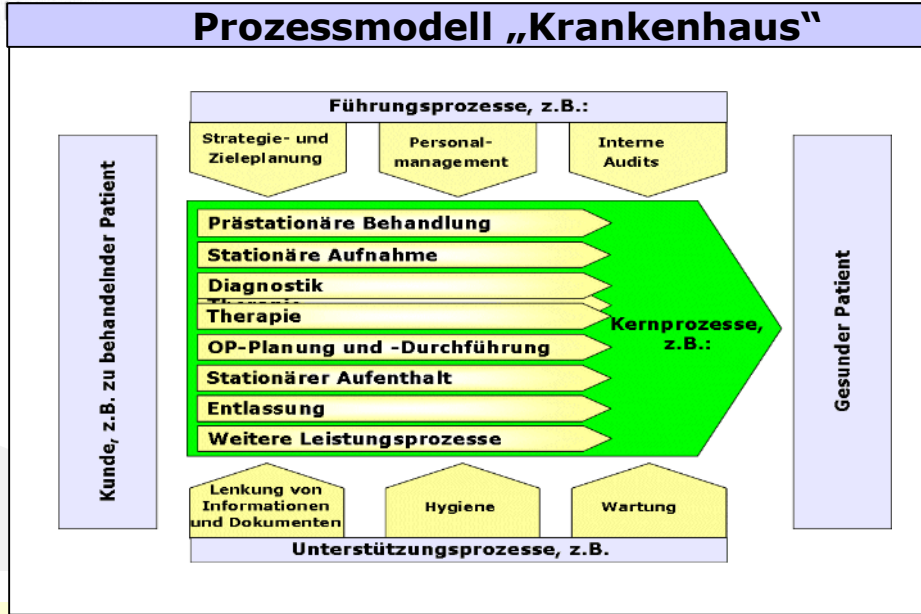 Prozessmodell „Krankenhaus“
Führungsprozesse, z.B.:
Strategie- und
Zieleplanung
Personal-
management
Interne
Audits
Kunde, z.B. zu behandelnder Patient
Prästationäre Behandlung
Stationäre Aufnahme
Diagnostik
Therapie
Therapie
OP-Planung und -Durchführung
Stationärer Aufenthalt
Entlassung
Weitere Leistungsprozesse
Kernprozesse,
z.B.:
Gesunder Patient
Lenkung von
Informationen
und Dokumenten
Hygiene
Wartung
Unterstützungsprozesse, z.B.